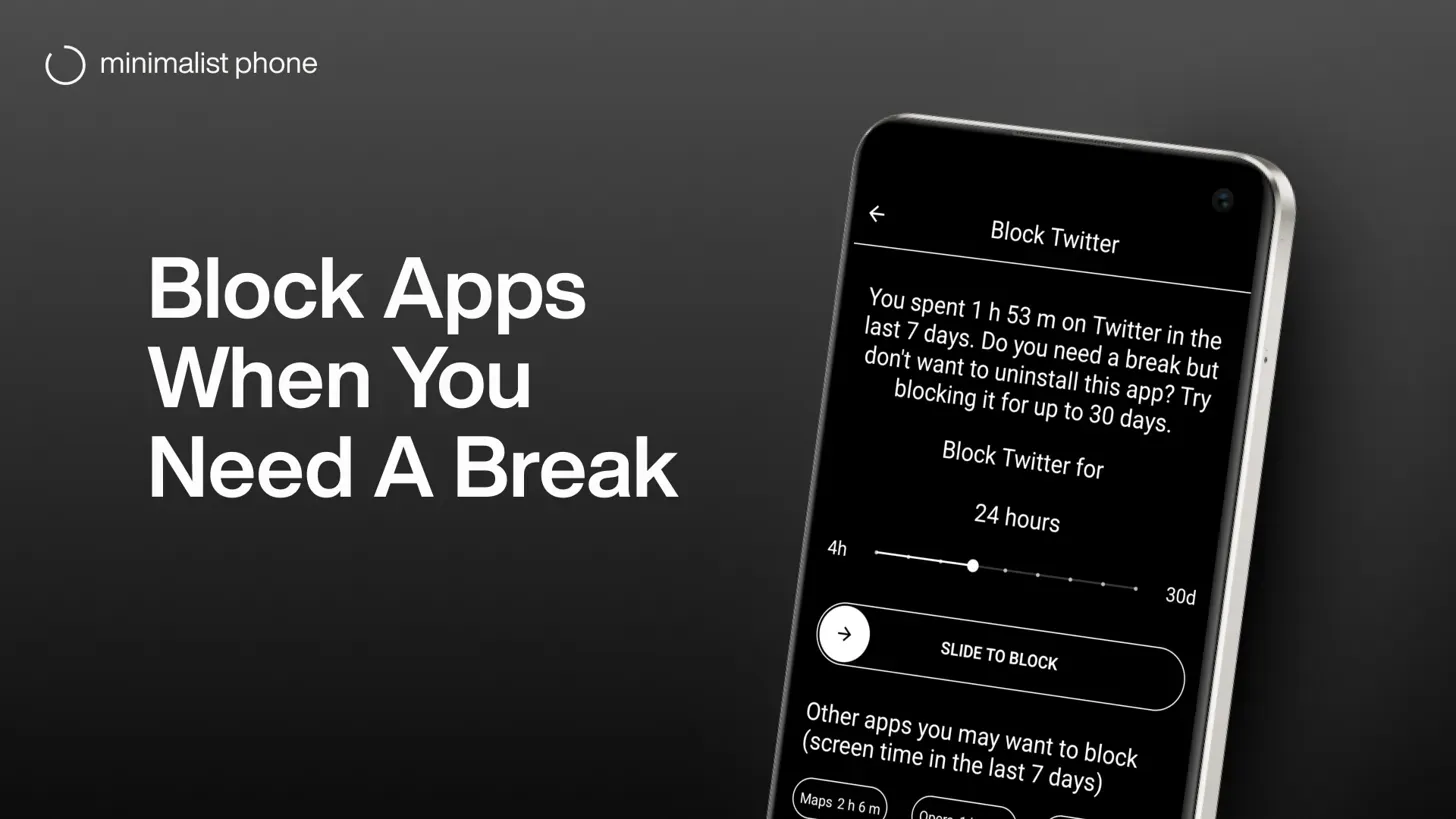 minimalist phone
Block Apps
When You
Need A Break
Block Twitter
You spent 1 h 53 m on Twitter in the
last 7 days. Do you need a break but
don't want to uninstall this app? Try
blocking it for up to 30 days.
Block Twitter for
24 hours
4h
30d
SLIDE TO BLOCK
Other apps you may want to block
(screen time in the last 7 days)
Maps 2 h 6 m